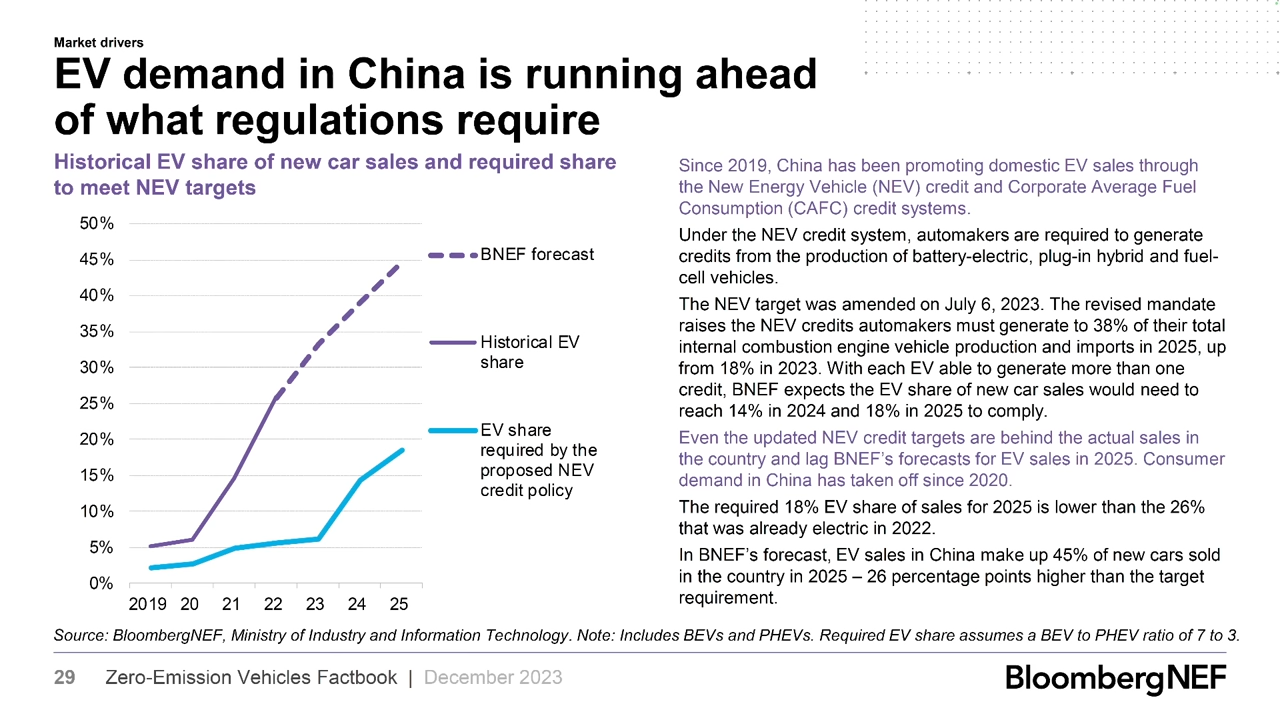 Market drivers
EV demand in China is running ahead
of what regulations require
Historical EV share of new car sales and required share
to meet NEV targets
50%
45%
40%
35%
30%
25%
20%
15%
10%
5%
0%
2019 20 21 22 23 24 25
BNEF forecast
Historical EV
share
EV share
required by the
proposed NEV
credit policy
Since 2019, China has been promoting domestic EV sales through
the New Energy Vehicle (NEV) credit and Corporate Average Fuel
Consumption (CAFC) credit systems.
Under the NEV credit system, automakers are required to generate
credits from the production of battery-electric, plug-in hybrid and fuel-
cell vehicles.
The NEV target was amended on July 6, 2023. The revised mandate
raises the NEV credits automakers must generate to 38% of their total
internal combustion engine vehicle production and imports in 2025, up
from 18% in 2023. With each EV able to generate more than one
credit, BNEF expects the EV share of new car sales would need to
reach 14% in 2024 and 18% in 2025 to comply.
Even the updated NEV credit targets are behind the actual sales in
the country and lag BNEF’s forecasts for EV sales in 2025. Consumer
demand in China has taken off since 2020.
The required 18% EV share of sales for 2025 is lower than the 26%
that was already electric in 2022.
In BNEF’s forecast, EV sales in China make up 45% of new cars sold
in the country in 2025 – 26 percentage points higher than the target
requirement.
Source: BloombergNEF, Ministry of Industry and Information Technology. Note: Includes BEVs and PHEVs. Required EV share assumes a BEV to PHEV ratio of 7 to 3.
29 Zero-Emission Vehicles Factbook | December 2023
BloombergNEF